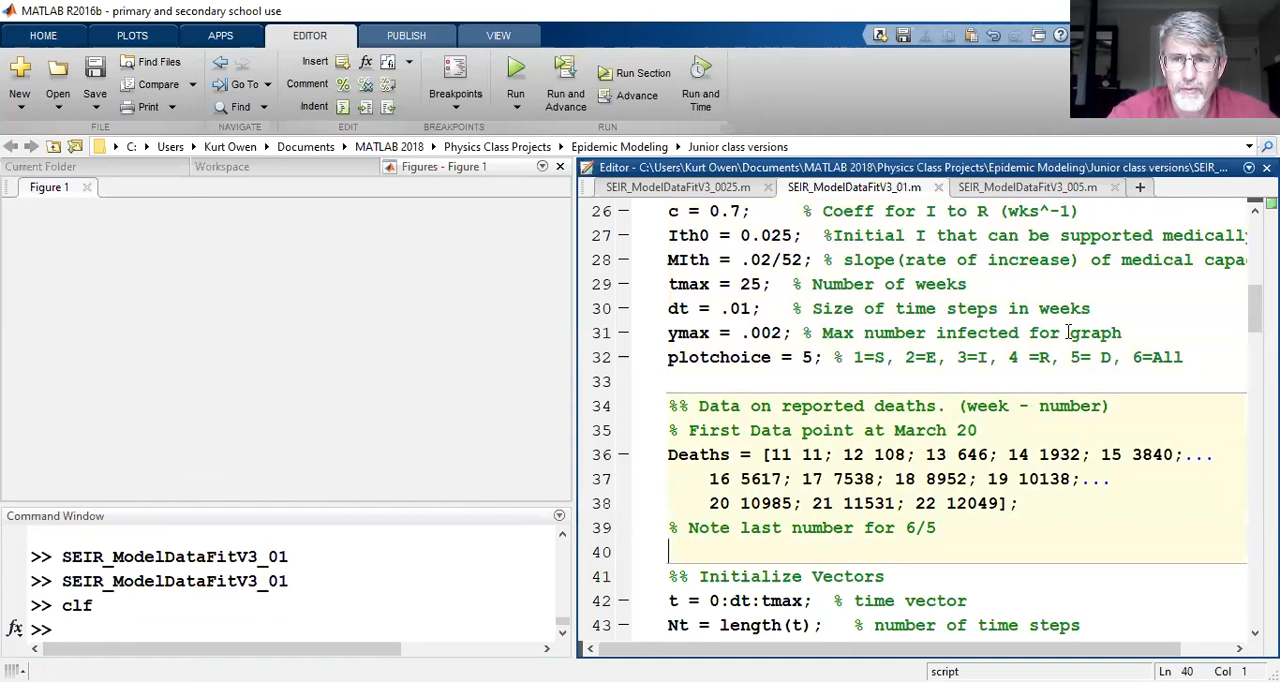 MATLAB R2016b - primary and secondary school use
HOME PLOTS APPS EDITOR PUBLISH VIEW
New Open Save Find Files Compare Print
FILE
Go To Find
NAVIGATE
Insert fx
Comment
Indent
EDIT
Breakpoints
BREAKPOINTS
Run Run and Advance Run Section Advance Run and Time
RUN
C: Users Kurt Owen Documents MATLAB 2018 Physics Class Projects Epidemic Modeling Junior class versions
Current Folder Workspace Figures - Figure 1
Figure 1
Command Window
>> SEIR_ModelDataFitV3_01
>> SEIR_ModelDataFitV3_01
>> clf
fx >>
Editor - C:\Users\Kurt Owen\Documents\MATLAB 2018\Physics Class Projects\Epidemic Modeling\Junior class versions\SEIR_...
SEIR_ModelDataFitV3_0025.m SEIR_ModelDataFitV3_01.m SEIR_ModelDataFitV3_005.m
26 c = 0.7; % Coeff for I to R (wks^-1)
27 Ith0 = 0.025; %Initial I that can be supported medically
28 MIth = .02/52; % slope(rate of increase) of medical capa
29 tmax = 25; % Number of weeks
30 dt = .01; % Size of time steps in weeks
31 ymax = .002; % Max number infected for graph
32 plotchoice = 5; % 1=S, 2=E, 3=I, 4 =R, 5= D, 6=All
33
34 %% Data on reported deaths. (week - number)
35 % First Data point at March 20
36 Deaths = [11 11; 12 108; 13 646; 14 1932; 15 3840;...
37 16 5617; 17 7538; 18 8952; 19 10138;...
38 20 10985; 21 11531; 22 12049];
39 % Note last number for 6/5
40
41 %% Initialize Vectors
42 t = 0:dt:tmax; % time vector
43 Nt = length(t); % number of time steps
script Ln 40 Col 1